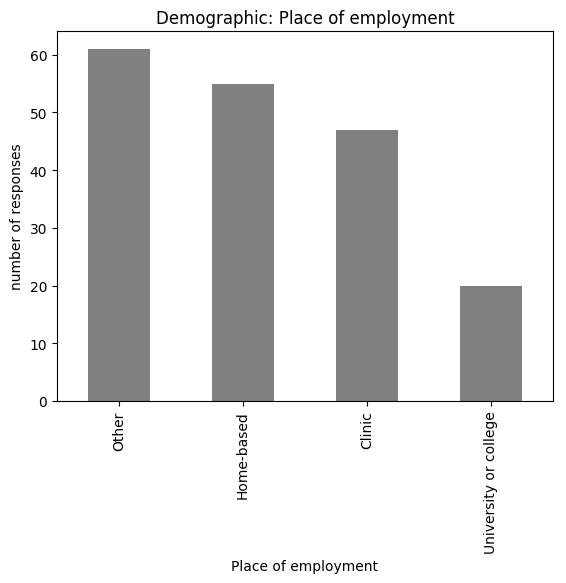 Demographic: Place of employment
number of responses
60
50
40
30
20
10
0
Other
Home-based
Clinic
University or college
Place of employment